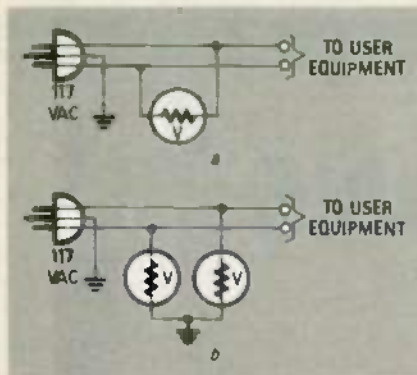 TO USER
EQUIPMENT
117
VAC
V
a
TO USER
EQUIPMENT
117
VAC
V
V
b